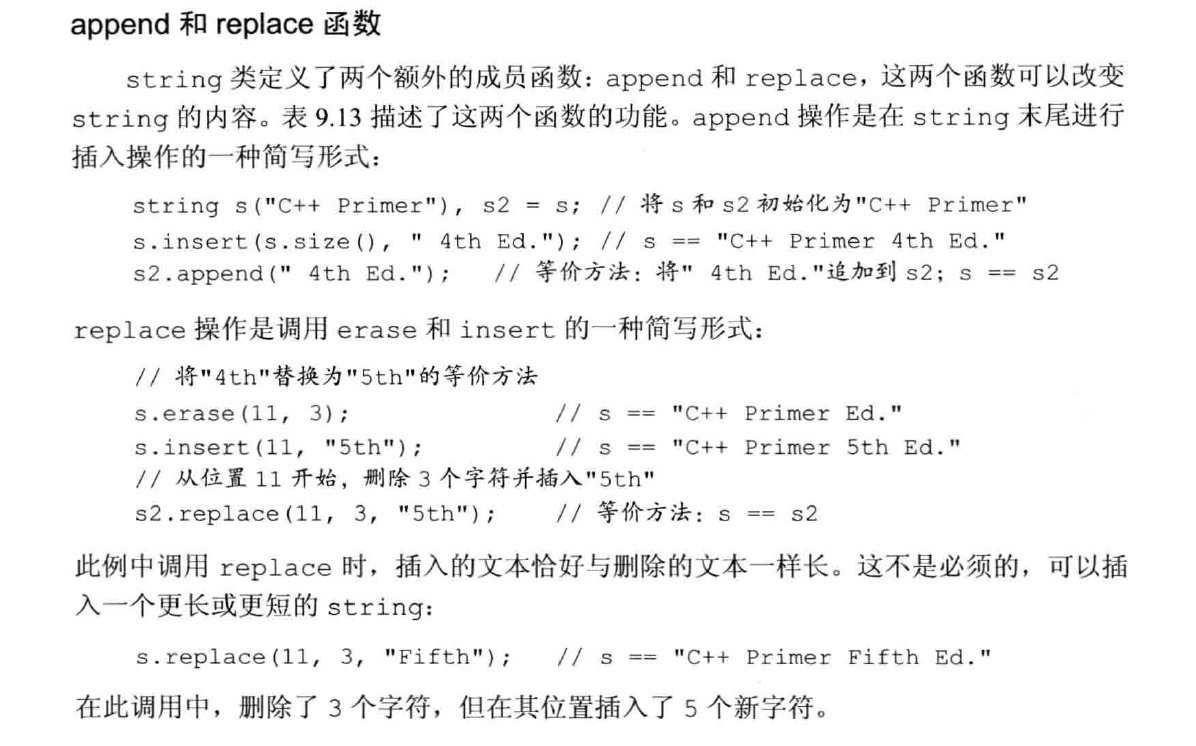 append 和 replace 函数
string 类定义了两个额外的成员函数：append 和 replace，这两个函数可以改变
string 的内容。表 9.13 描述了这两个函数的功能。append 操作是在 string 末尾进行
插入操作的一种简写形式：
string s("C++ Primer"), s2 = s; // 将 s 和 s2 初始化为"C++ Primer"
s.insert(s.size(), " 4th Ed."); // s == "C++ Primer 4th Ed."
s2.append(" 4th Ed."); // 等价方法：将" 4th Ed."追加到 s2；s == s2
replace 操作是调用 erase 和 insert 的一种简写形式：
// 将"4th"替换为"5th"的等价方法
s.erase(11, 3); // s == "C++ Primer Ed."
s.insert(11, "5th"); // s == "C++ Primer 5th Ed."
// 从位置 11 开始，删除 3 个字符并插入"5th"
s2.replace(11, 3, "5th"); // 等价方法：s == s2
此例中调用 replace 时，插入的文本恰好与删除的文本一样长。这不是必须的，可以插
入一个更长或更短的 string：
s.replace(11, 3, "Fifth"); // s == "C++ Primer Fifth Ed."
在此调用中，删除了 3 个字符，但在其位置插入了 5 个新字符。